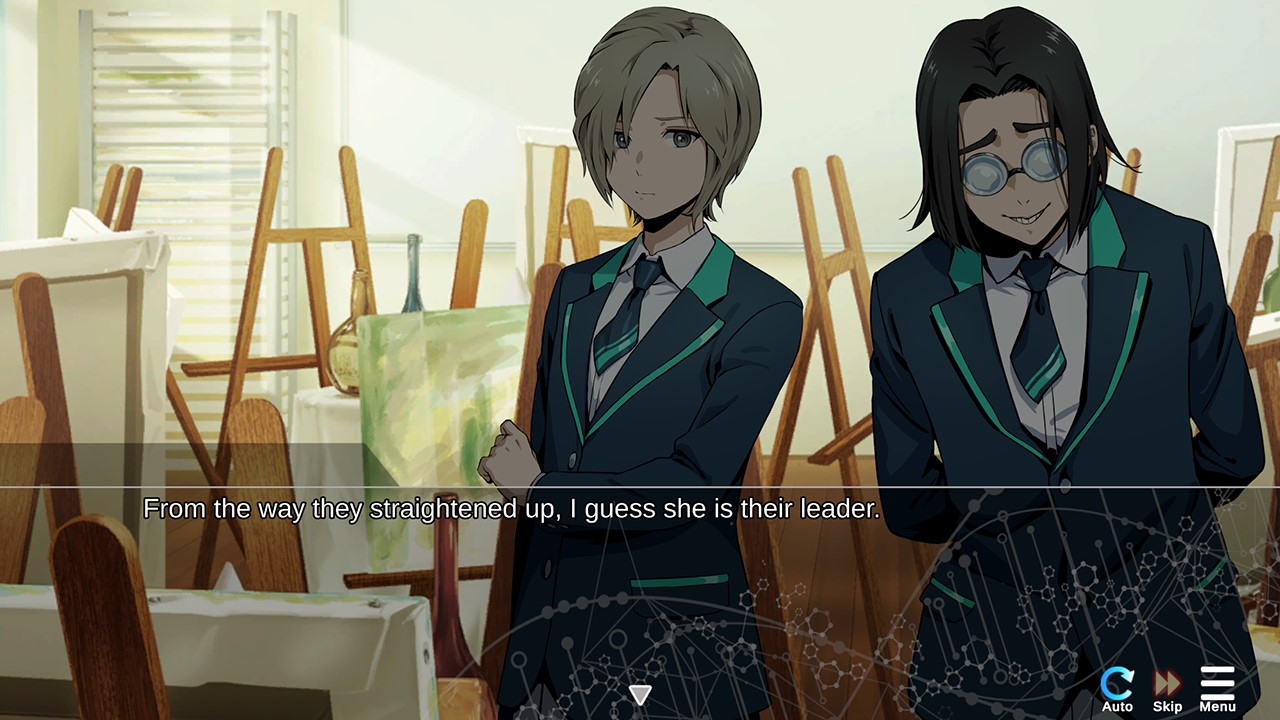 From the way they straightened up, I guess she is their leader.
Auto Skip Menu